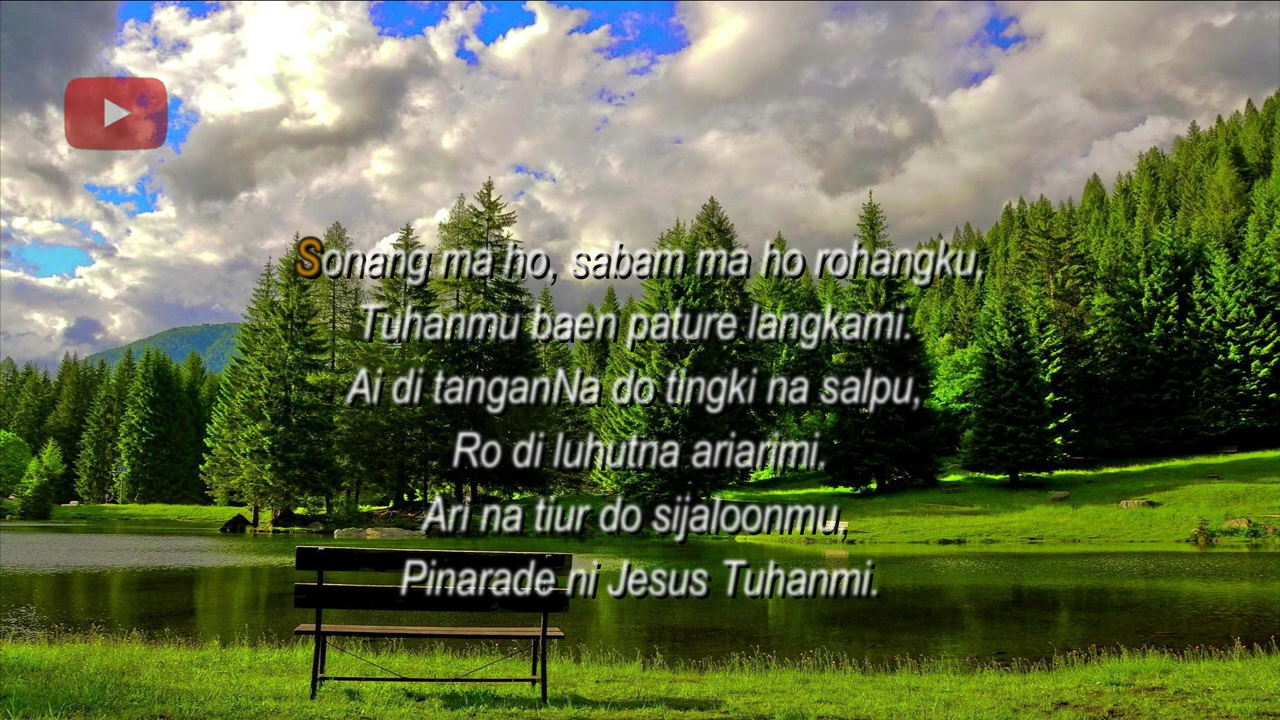 Sonang ma ho, sabam ma ho rohangku,
Tuhanmu baen pature langkami.
Ai di tanganNa do tingki na salpu,
Ro di luhutna ariarimi.
Ari na tiur do sijaloonmu,
Pinarade ni Jesus Tuhanmi.